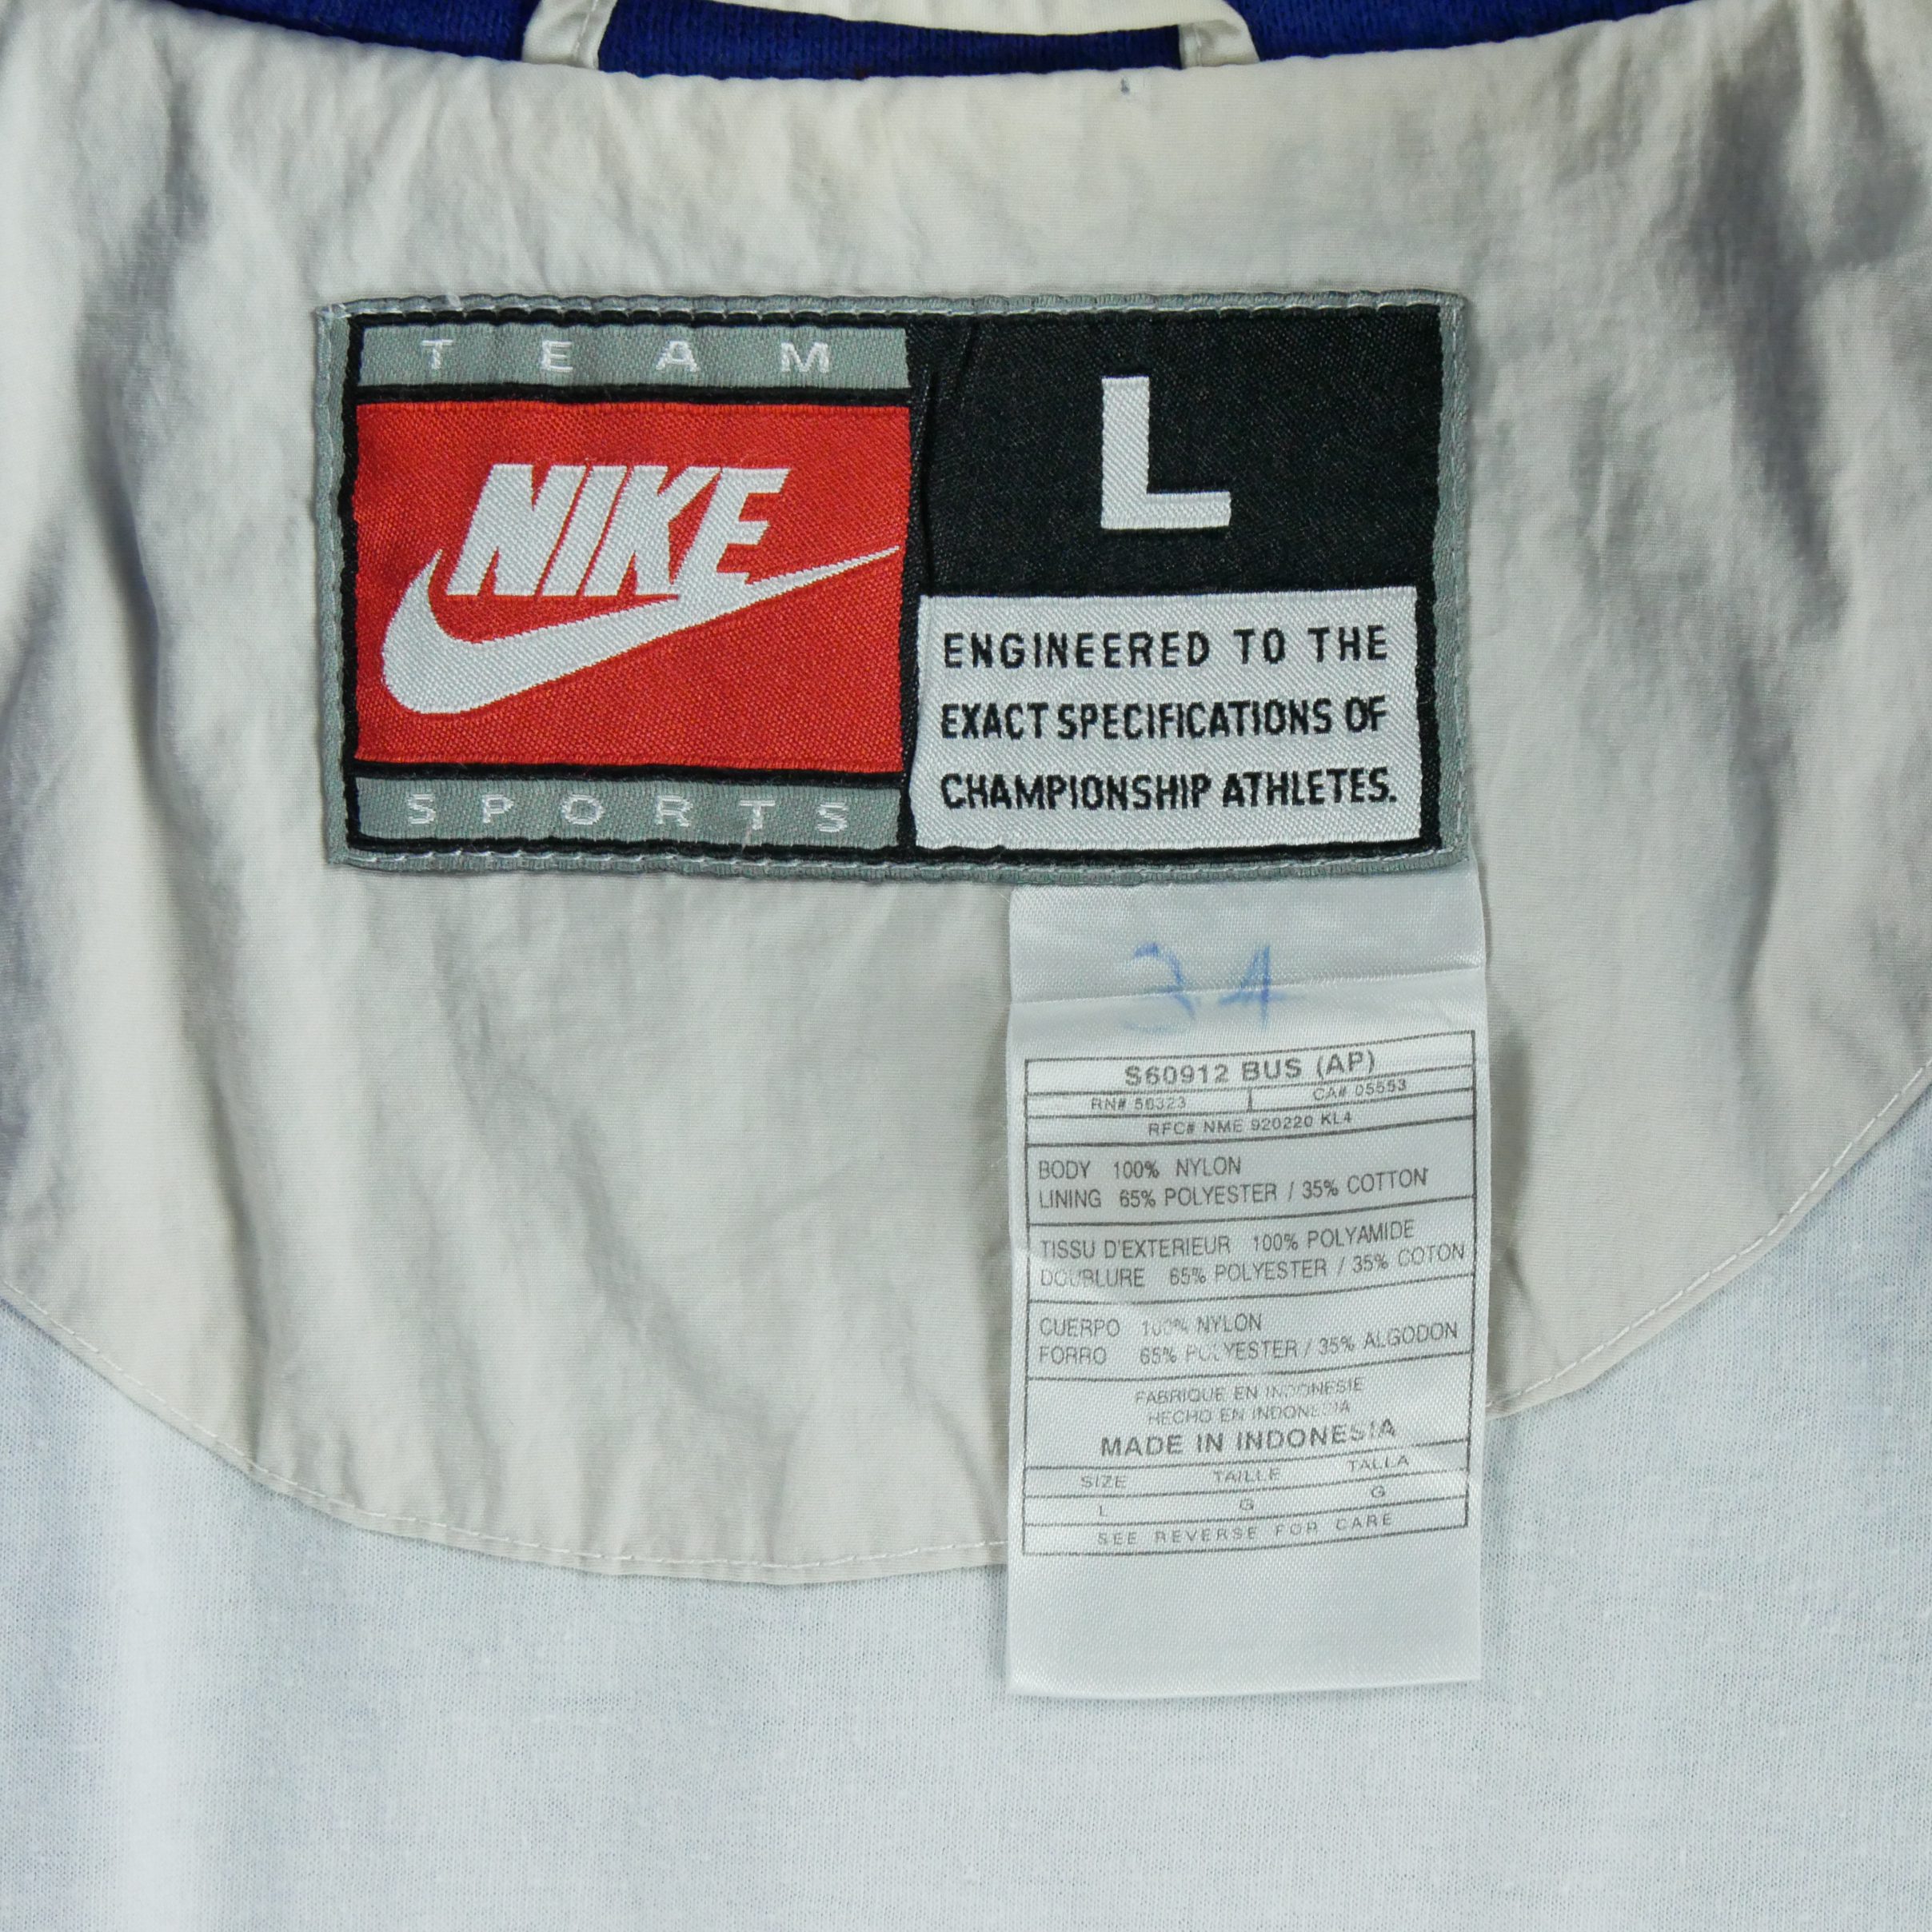 TEAM
NIKE
SPORTS
L
ENGINEERED TO THE
EXACT SPECIFICATIONS OF
CHAMPIONSHIP ATHLETES.
34
S60912 BUS (AP)
RN# 56323 CA# 05553
RFC# NME 920220 KL4
BODY 100% NYLON
LINING 65% POLYESTER / 35% COTTON
TISSU D'EXTERIEUR 100% POLYAMIDE
DOUBLURE 65% POLYESTER / 35% COTON
CUERPO 100% NYLON
FORRO 65% POLYESTER / 35% ALGODON
FABRIQUE EN INDONESIE
HECHO EN INDONESIA
MADE IN INDONESIA
SIZE TAILLE TALLA
L G G
SEE REVERSE FOR CARE